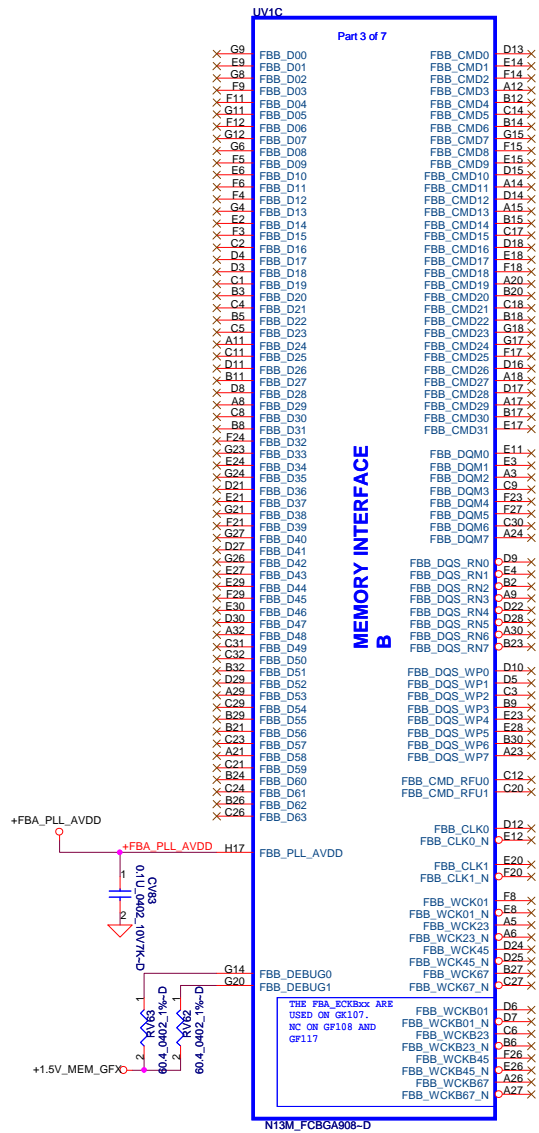 UV1C
Part 3 of 7
G9 FBB_D00 FBB_CMD0 D13
E9 FBB_D01 FBB_CMD1 E14
G8 FBB_D02 FBB_CMD2 F14
F9 FBB_D03 FBB_CMD3 A12
F11 FBB_D04 FBB_CMD4 B12
G11 FBB_D05 FBB_CMD5 C14
F12 FBB_D06 FBB_CMD6 B14
G12 FBB_D07 FBB_CMD7 G15
G6 FBB_D08 FBB_CMD8 F15
F5 FBB_D09 FBB_CMD9 E15
E6 FBB_D10 FBB_CMD10 D15
F6 FBB_D11 FBB_CMD11 A14
F4 FBB_D12 FBB_CMD12 D14
G4 FBB_D13 FBB_CMD13 A15
E2 FBB_D14 FBB_CMD14 B15
F3 FBB_D15 FBB_CMD15 C17
C2 FBB_D16 FBB_CMD16 D18
D4 FBB_D17 FBB_CMD17 E18
D3 FBB_D18 FBB_CMD18 F18
C1 FBB_D19 FBB_CMD19 A20
B3 FBB_D20 FBB_CMD20 B20
C4 FBB_D21 FBB_CMD21 C18
B5 FBB_D22 FBB_CMD22 B18
C5 FBB_D23 FBB_CMD23 G18
A11 FBB_D24 FBB_CMD24 G17
C11 FBB_D25 FBB_CMD25 F17
D11 FBB_D26 FBB_CMD26 D16
B11 FBB_D27 FBB_CMD27 A18
D8 FBB_D28 FBB_CMD28 D17
A8 FBB_D29 FBB_CMD29 A17
C8 FBB_D30 FBB_CMD30 B17
B8 FBB_D31 FBB_CMD31 E17
F24 FBB_D32
G23 FBB_D33 FBB_DQM0 E11
E24 FBB_D34 FBB_DQM1 E3
G24 FBB_D35 FBB_DQM2 A3
D21 FBB_D36 FBB_DQM3 C9
E21 FBB_D37 FBB_DQM4 F23
G21 FBB_D38 FBB_DQM5 F27
F21 FBB_D39 FBB_DQM6 C30
G27 FBB_D40 FBB_DQM7 A24
D27 FBB_D41
G26 FBB_D42 FBB_DQS_RN0 D9
E27 FBB_D43 FBB_DQS_RN1 E4
E29 FBB_D44 FBB_DQS_RN2 B2
F29 FBB_D45 FBB_DQS_RN3 A9
E30 FBB_D46 FBB_DQS_RN4 D22
D30 FBB_D47 FBB_DQS_RN5 D28
A32 FBB_D48 FBB_DQS_RN6 A30
C31 FBB_D49 FBB_DQS_RN7 B23
C32 FBB_D50
B32 FBB_D51 FBB_DQS_WP0 D10
D29 FBB_D52 FBB_DQS_WP1 D5
A29 FBB_D53 FBB_DQS_WP2 C3
C29 FBB_D54 FBB_DQS_WP3 B9
B29 FBB_D55 FBB_DQS_WP4 E23
B21 FBB_D56 FBB_DQS_WP5 E28
C23 FBB_D57 FBB_DQS_WP6 B30
A21 FBB_D58 FBB_DQS_WP7 A23
C21 FBB_D59
B24 FBB_D60 FBB_CMD_RFU0 C12
C24 FBB_D61 FBB_CMD_RFU1 C20
B26 FBB_D62
C26 FBB_D63
MEMORY INTERFACE
B
FBB_CLK0 D12
FBB_CLK0_N E12
+FBA_PLL_AVDD
+FBA_PLL_AVDD H17 FBB_PLL_AVDD
FBB_CLK1 E20
FBB_CLK1_N F20
1
2
CV83
0.1U_0402_10V7K~D
FBB_WCK01 F8
FBB_WCK01_N E8
FBB_WCK23 A5
FBB_WCK23_N A6
FBB_WCK45 D24
FBB_WCK45_N D25
FBB_WCK67 B27
FBB_WCK67_N C27
G14 FBB_DEBUG0
G20 FBB_DEBUG1
1
2
RV63
60.4_0402_1%~D
1
2
RV62
60.4_0402_1%~D
+1.5V_MEM_GFX
THE FBA_ECKBxx ARE
USED ON GK107.
NC ON GF108 AND
GF117
FBB_WCKB01 D6
FBB_WCKB01_N D7
FBB_WCKB23 C6
FBB_WCKB23_N B6
FBB_WCKB45 F26
FBB_WCKB45_N E26
FBB_WCKB67 A26
FBB_WCKB67_N A27
N13M_FCBGA908~D